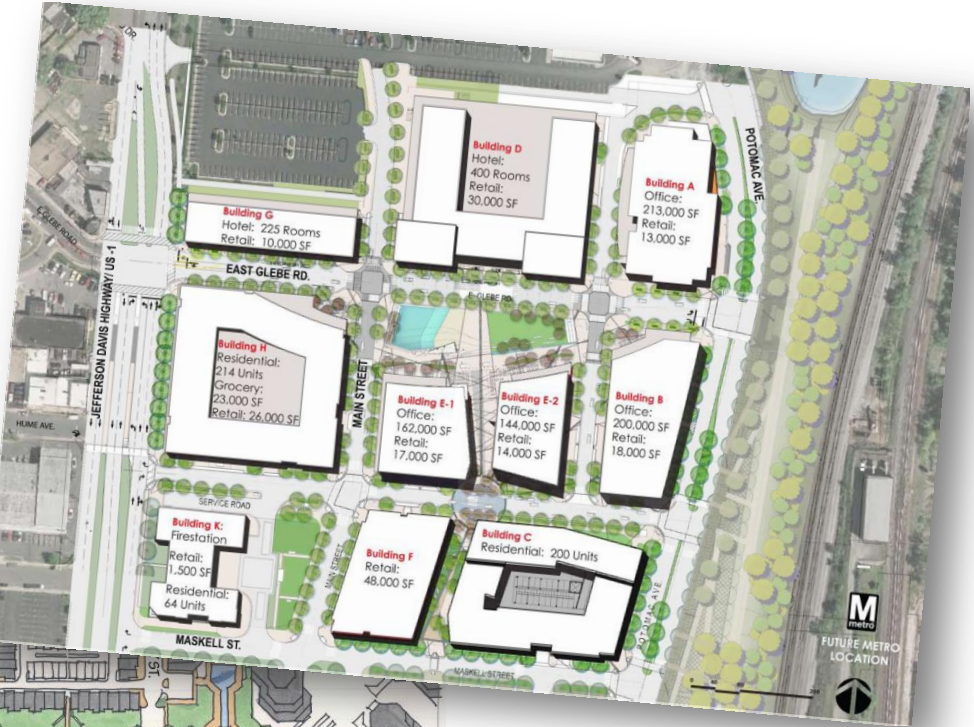 DR.
POTOMAC AVE.
Building D
Hotel:
400 Rooms
Retail:
30,000 SF
Building A
Office:
213,000 SF
Retail:
13,000 SF
Building G
Hotel: 225 Rooms
Retail: 10,000 SF
E GLEBE ROAD
EAST GLEBE RD.
E. GLEBE RD.
JEFFERSON DAVIS HIGHWAY/ US -1
Building H
Residential:
214 Units
Grocery:
23,000 SF
Retail: 26,000 SF
MAIN STREET
Building E-1
Office:
162,000 SF
Retail:
17,000 SF
Building E-2
Office:
144,000 SF
Retail:
14,000 SF
Building B
Office:
200,000 SF
Retail:
18,000 SF
HUME AVE.
SERVICE ROAD
Building K:
Firestation
Retail:
1,500 SF
Residential:
64 Units
MAIN STREET
Building F
Retail:
48,000 SF
Building C
Residential: 200 Units
POTOMAC AVE
MASKELL ST.
MASKELL STREET
M
metro
FUTURE METRO
LOCATION
ST